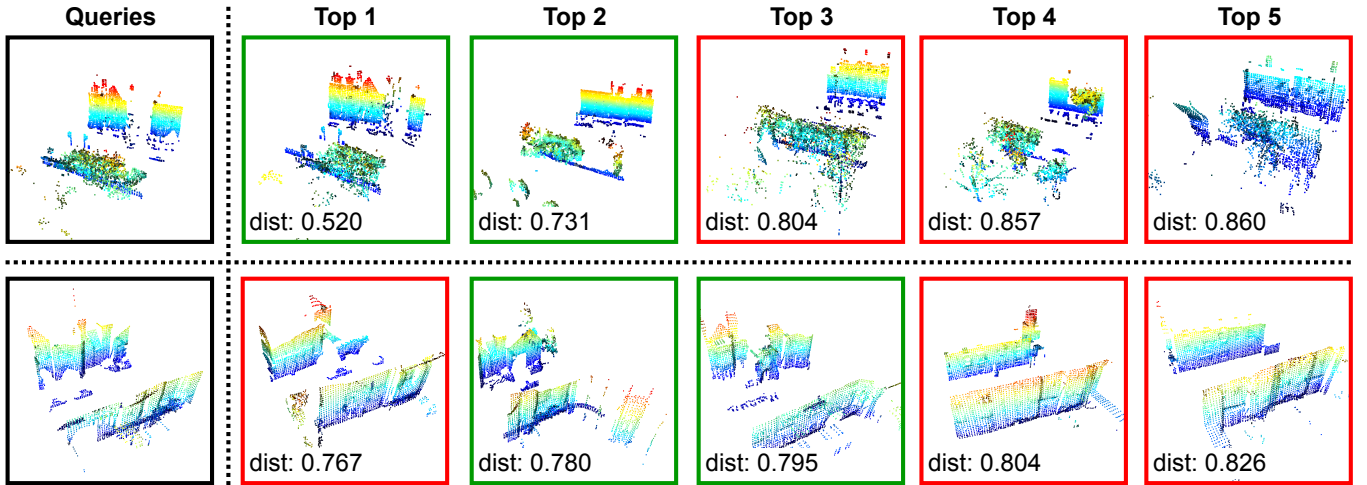 Queries Top 1 Top 2 Top 3 Top 4 Top 5
dist: 0.520 dist: 0.731 dist: 0.804 dist: 0.857 dist: 0.860
dist: 0.767 dist: 0.780 dist: 0.795 dist: 0.804 dist: 0.826